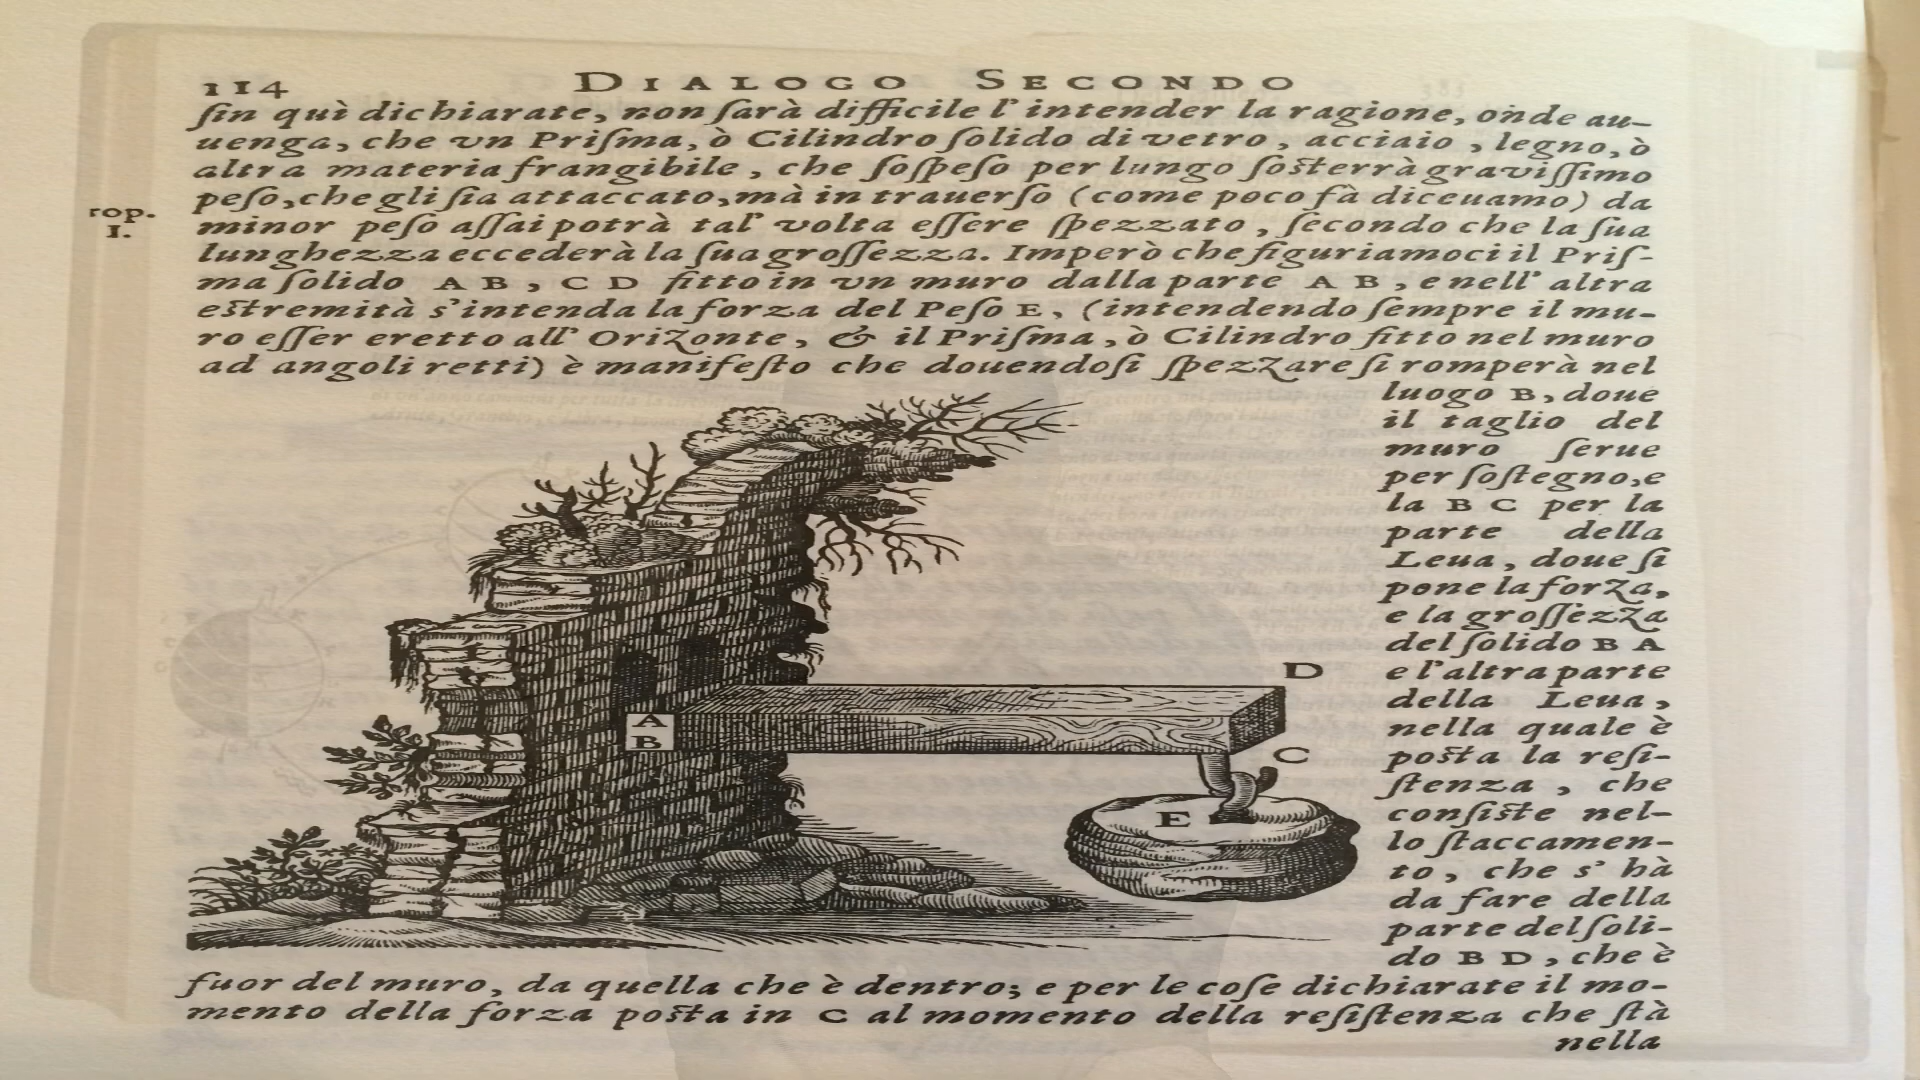 114 DIALOGO SECONDO
ſin quì dichiarate, non ſarà difficile l'intender la ragione, onde au-
uenga, che vn Priſma, ò Cilindro ſolido di vetro, acciaio, legno, ò
altra materia frangibile, che ſoſpeſo per lungo ſoſterrà graviſſimo
peſo, che gli ſia attaccato, mà in trauerſo (come poco fà diceuamo) da
rop.
I.
minor peſo aſſai potrà tal' volta eſſere ſpezzato, ſecondo che la ſua
lunghezza eccederà la ſua groſſezza. Imperò che figuriamoci il Priſ-
ma ſolido A B, C D fitto in vn muro dalla parte A B, e nell' altra
eſtremità s'intenda la forza del Peſo E, (intendendo ſempre il mu-
ro eſſer eretto all' Orizonte, & il Priſma, ò Cilindro fitto nel muro
ad angoli retti) è manifeſto che douendoſi ſpezzare ſi romperà nel
luogo B, doue
il taglio del
muro ſerue
per ſoſtegno, e
la B C per la
parte della
Leua, doue ſi
pone la forza,
e la groſſezza
del ſolido B A
e l'altra parte
della Leua,
nella quale è
poſta la reſi-
ſtenza, che
conſiſte nel-
lo ſtaccamen-
to, che s' hà
da fare della
parte del ſoli-
do B D, che è
A
B
D
C
E
fuor del muro, da quella che è dentro; e per le coſe dichiarate il mo-
mento della forza poſta in C al momento della reſiſtenza che ſtà
nella